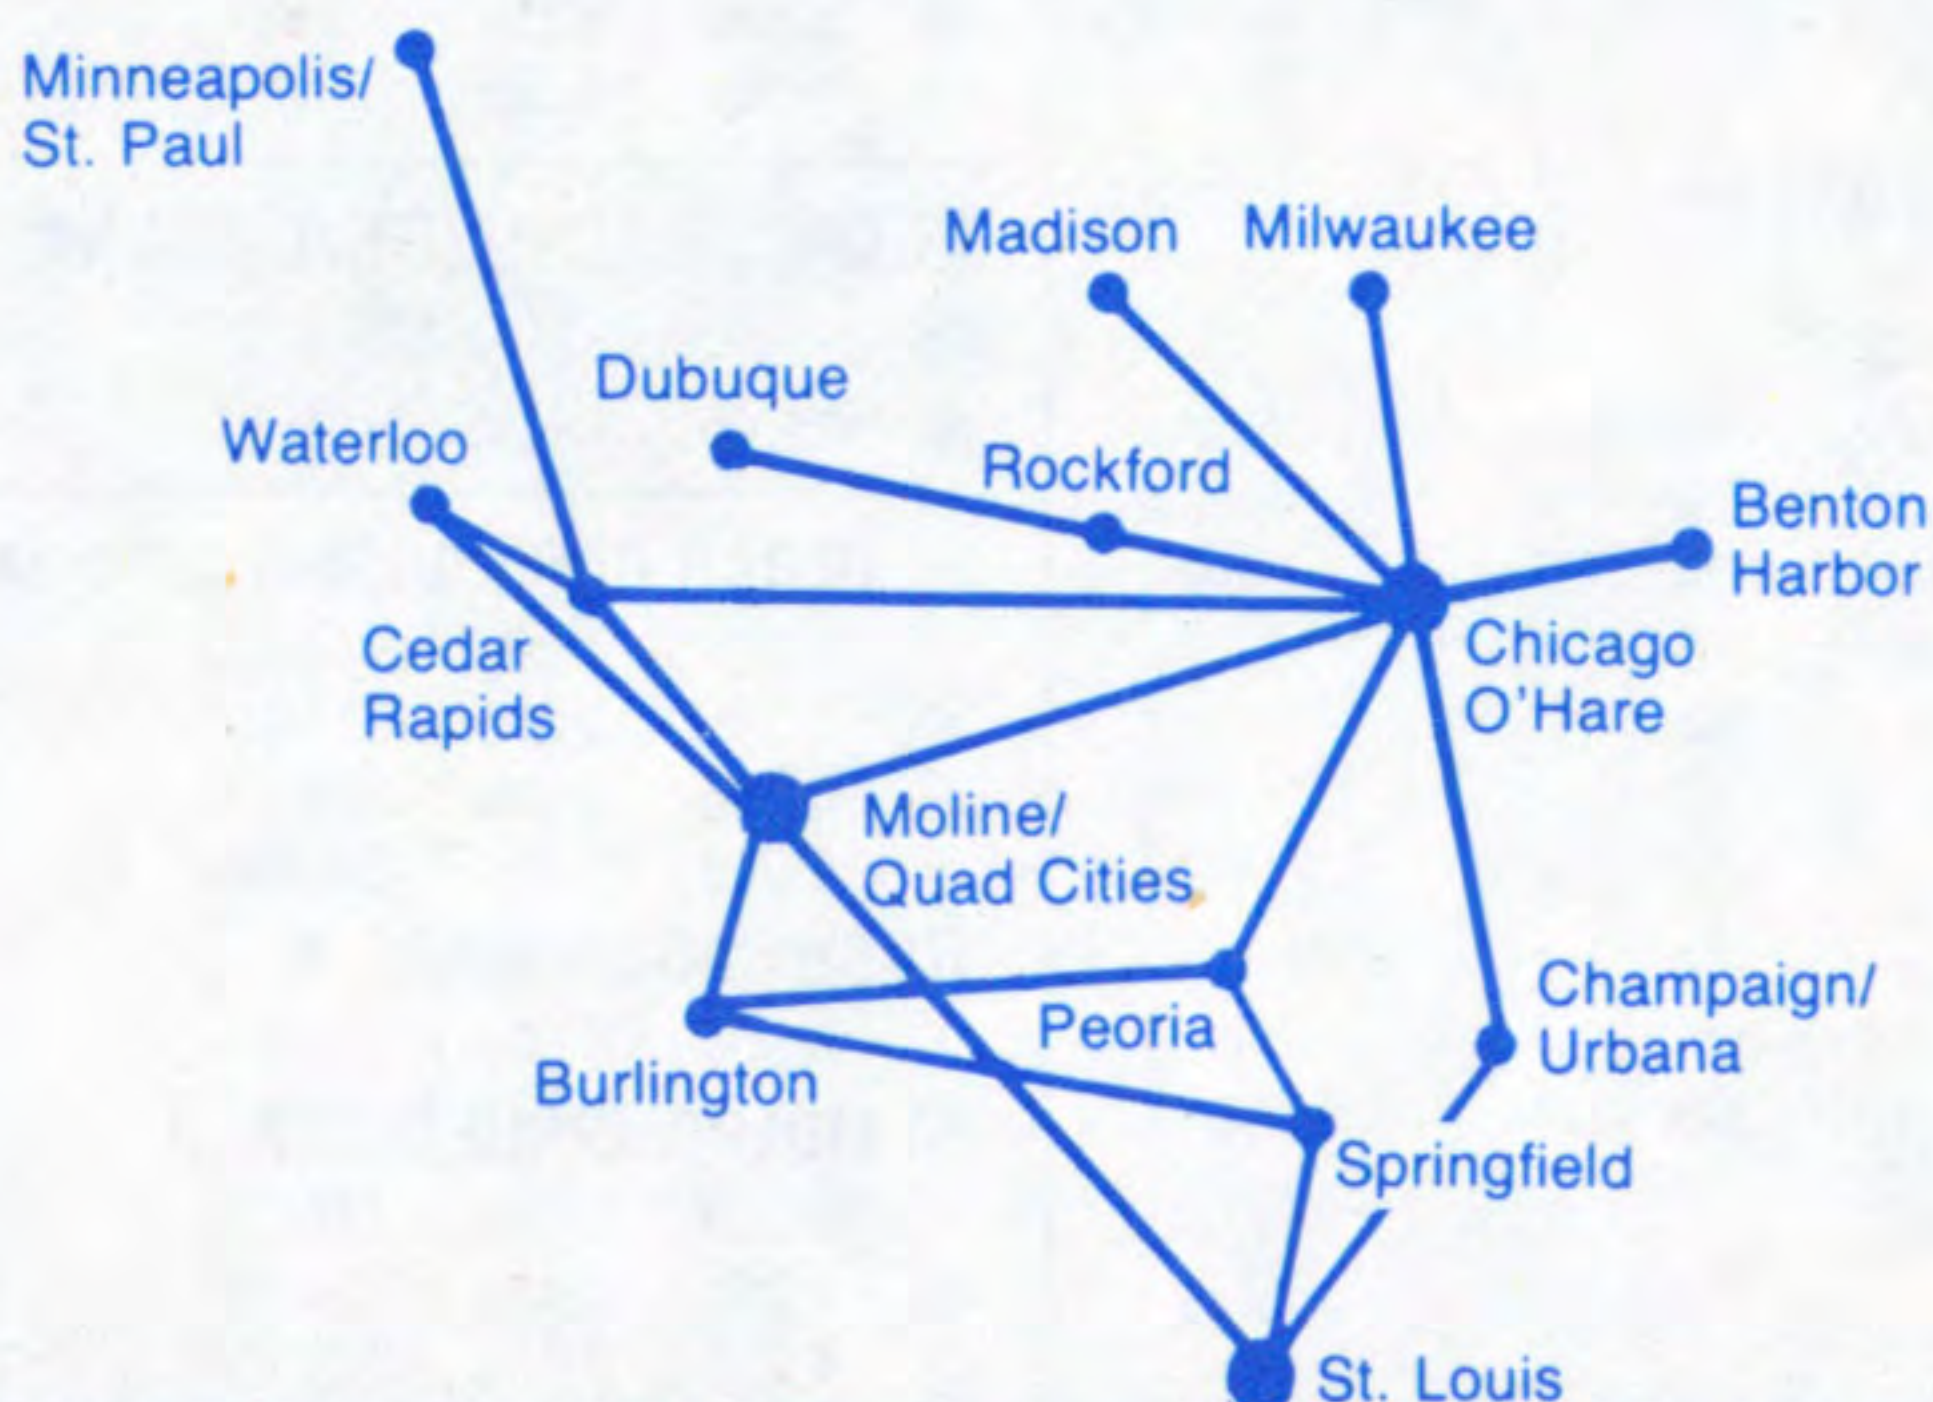 Minneapolis/
St. Paul
Madison
Milwaukee
Dubuque
Waterloo
Rockford
Benton
Harbor
Cedar
Rapids
Chicago
O'Hare
Moline/
Quad Cities
Peoria
Champaign/
Urbana
Burlington
Springfield
St. Louis